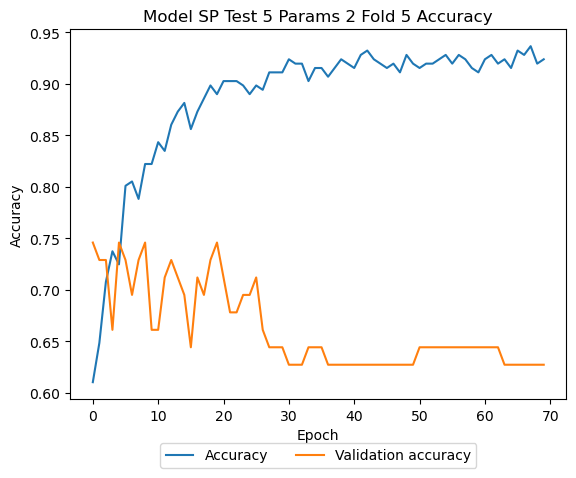 Model SP Test 5 Params 2 Fold 5 Accuracy
Accuracy
0.95
0.90
0.85
0.80
0.75
0.70
0.65
0.60
0 10 20 30 40 50 60 70
Epoch
Accuracy Validation accuracy